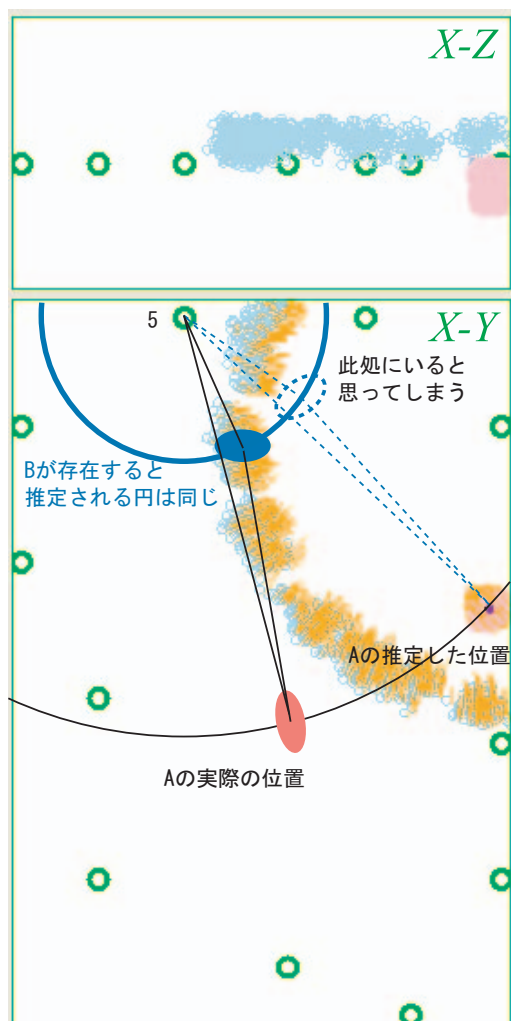 X-Z
X-Y
5
此処にいると
思ってしまう
Bが存在すると
推定される円は同じ
Aの推定した位置
Aの実際の位置